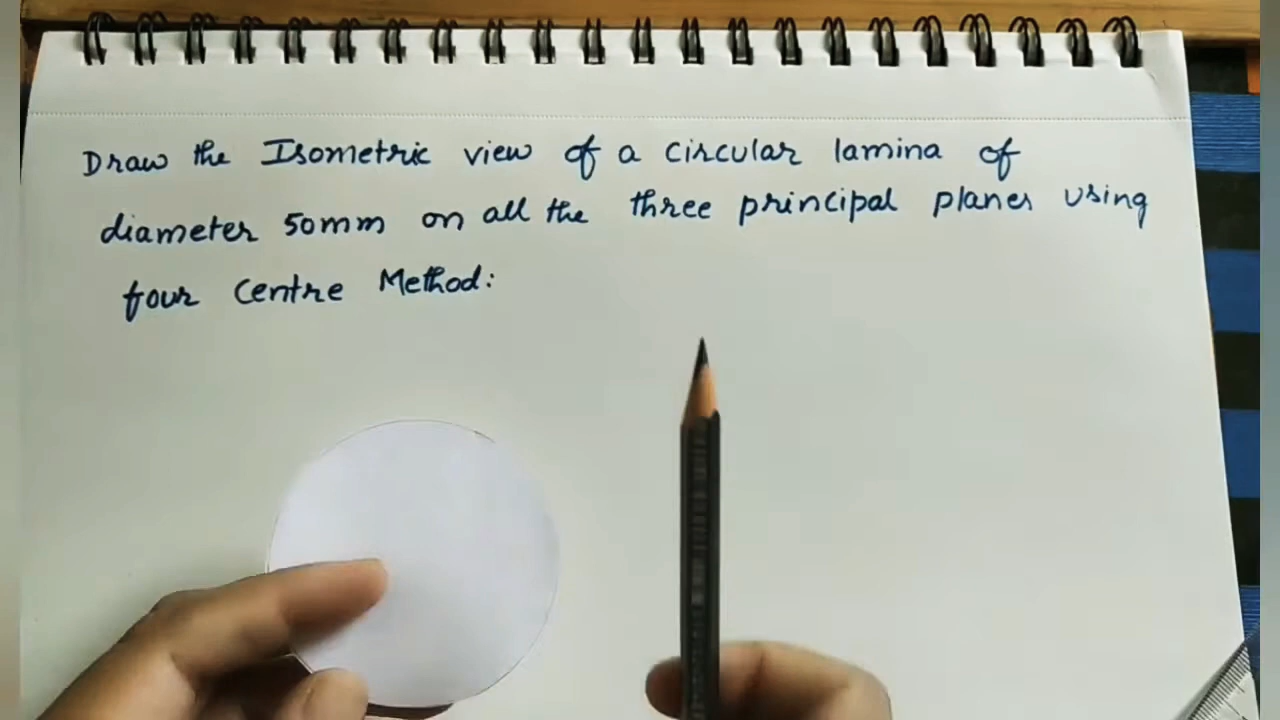 Draw the Isometric view of a circular lamina of
diameter 50mm on all the three principal planes using
four Centre Method: